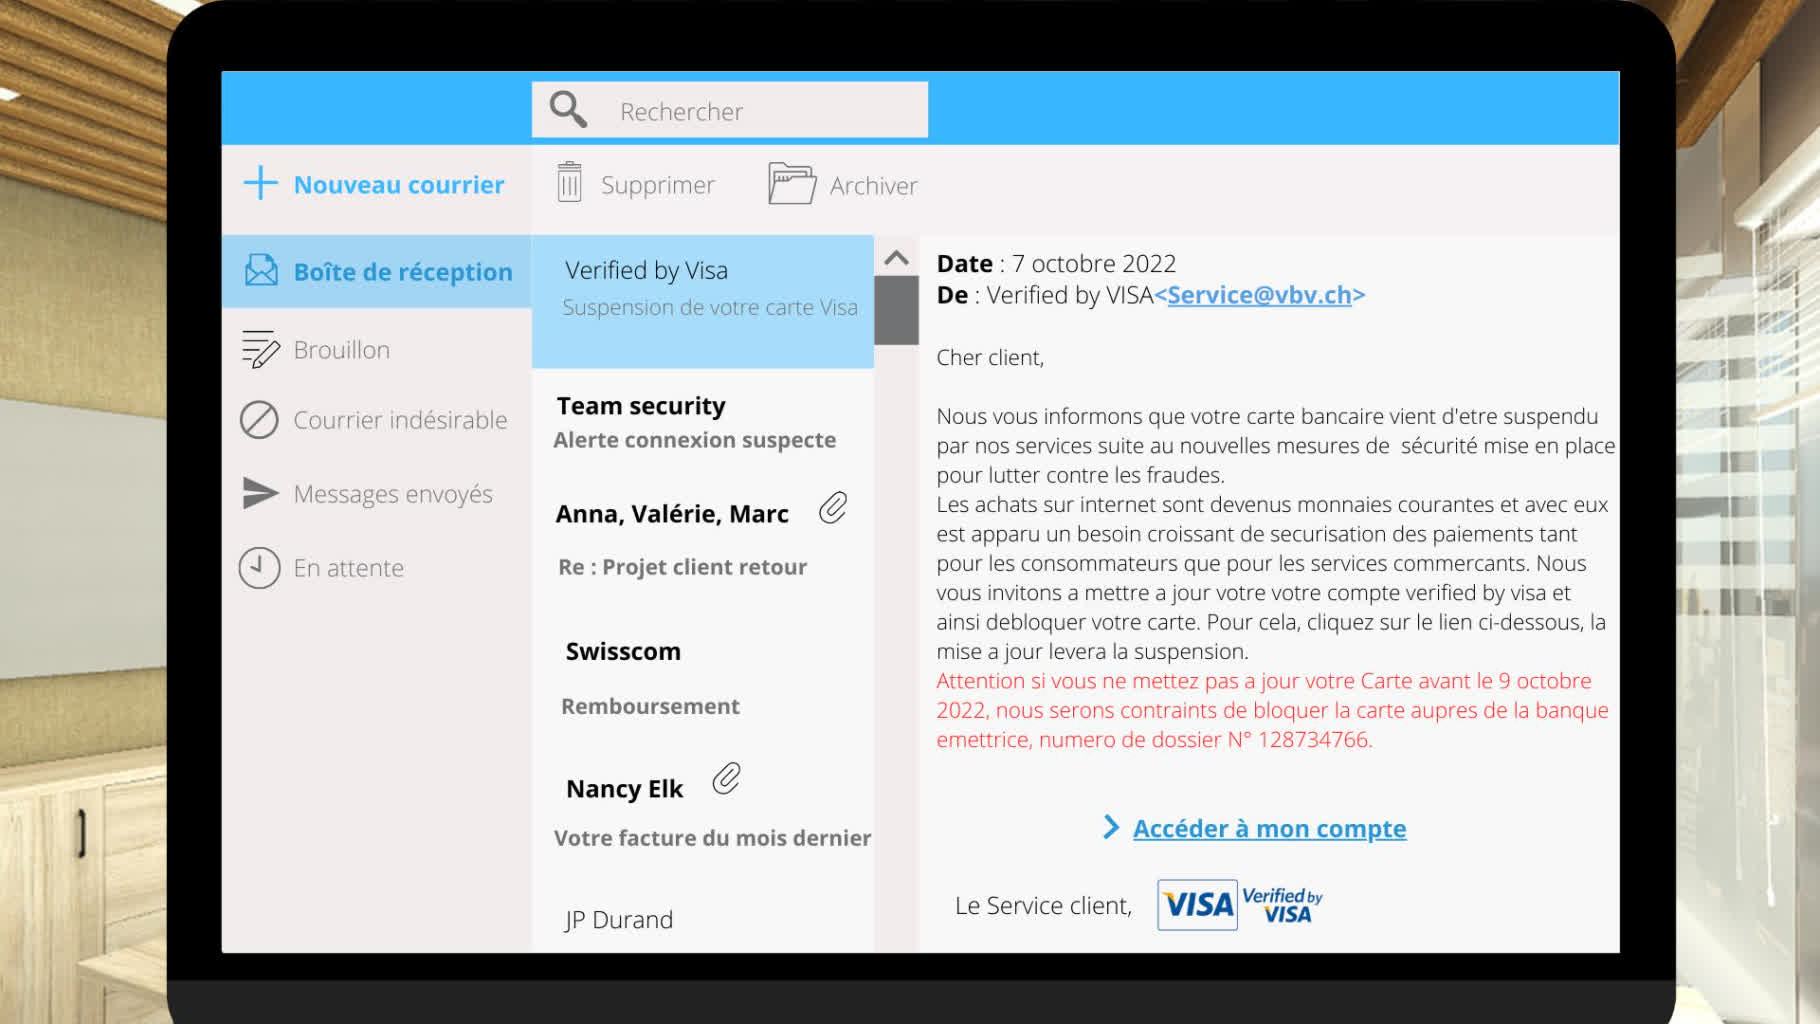 Rechercher
Nouveau courrier
Supprimer
Archiver
Boîte de réception
Brouillon
Courrier indésirable
Messages envoyés
En attente
Verified by Visa
Suspension de votre carte Visa
Team security
Alerte connexion suspecte
Anna, Valérie, Marc
Re : Projet client retour
Swisscom
Remboursement
Nancy Elk
Votre facture du mois dernier
JP Durand
Date : 7 octobre 2022
De : Verified by VISA<Service@vbv.ch>
Cher client,
Nous vous informons que votre carte bancaire vient d'etre suspendu
par nos services suite au nouvelles mesures de sécurité mise en place
pour lutter contre les fraudes.
Les achats sur internet sont devenus monnaies courantes et avec eux
est apparu un besoin croissant de securisation des paiements tant
pour les consommateurs que pour les services commercants. Nous
vous invitons a mettre a jour votre votre compte verified by visa et
ainsi debloquer votre carte. Pour cela, cliquez sur le lien ci-dessous, la
mise a jour levera la suspension.
Attention si vous ne mettez pas a jour votre Carte avant le 9 octobre
2022, nous serons contraints de bloquer la carte aupres de la banque
emettrice, numero de dossier N° 128734766.
Accéder à mon compte
Le Service client,
VISA
Verified by
VISA